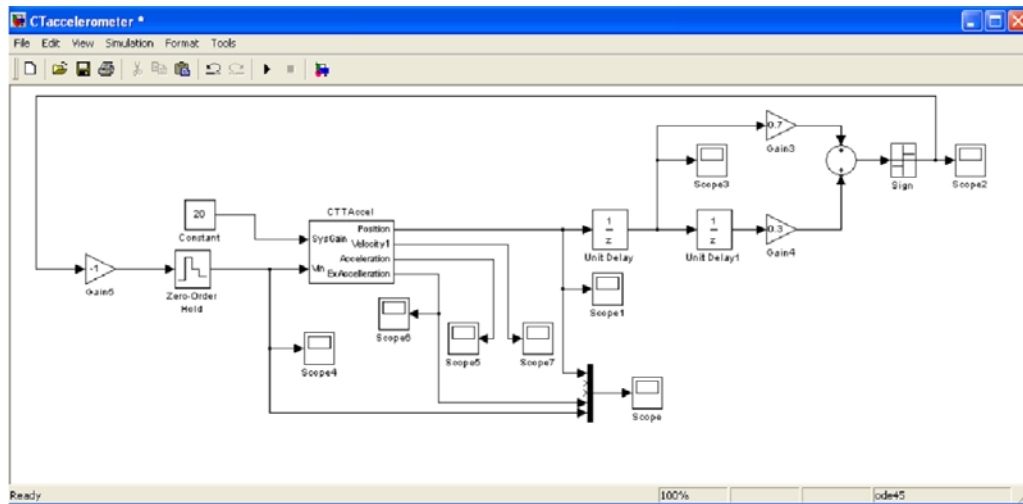 CTaccelerometer *
File Edit View Simulation Format Tools
0.7
Gain3
Scope3
Sign
Scope2
CTTAccel
20
Constant
SysGain
Vin
Position
Velocity1
Acceleration
ExAccelleration
1
z
Unit Delay
1
z
Unit Delay1
0.3
Gain4
-1
Gain5
Zero-Order
Hold
Scope1
Scope6
Scope5
Scope7
Scope4
Scope
Ready
100%
ode45